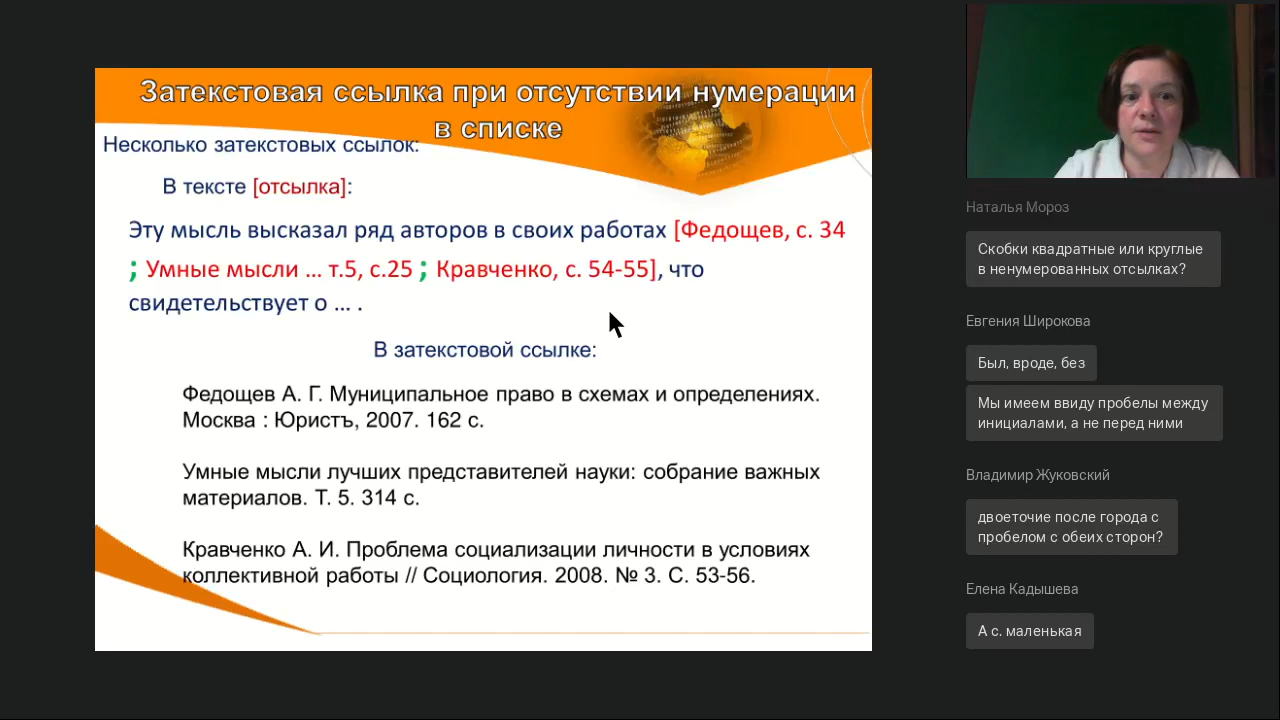 Затекстовая ссылка при отсутствии нумерации
в списке
Несколько затекстовых ссылок:
В тексте [отсылка]:
Эту мысль высказал ряд авторов в своих работах [Федощев, с. 34
; Умные мысли ... т.5, с.25 ; Кравченко, с. 54-55], что
свидетельствует о ... .
В затекстовой ссылке:
Федощев А. Г. Муниципальное право в схемах и определениях.
Москва : Юристъ, 2007. 162 с.
Умные мысли лучших представителей науки: собрание важных
материалов. Т. 5. 314 с.
Кравченко А. И. Проблема социализации личности в условиях
коллективной работы // Социология. 2008. № 3. С. 53-56.
Наталья Мороз
Скобки квадратные или круглые
в ненумерованных отсылках?
Евгения Широкова
Был, вроде, без
Мы имеем ввиду пробелы между
инициалами, а не перед ними
Владимир Жуковский
двоеточие после города с
пробелом с обеих сторон?
Елена Кадышева
А с. маленькая